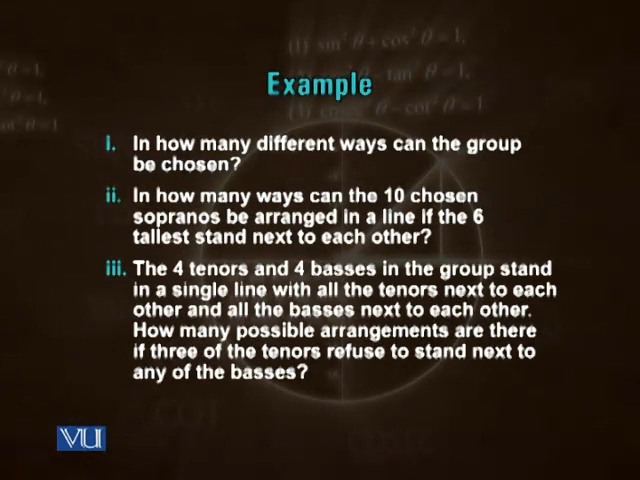 (1) sin² θ + cos² θ = 1,
Example
i. In how many different ways can the group
be chosen?
ii. In how many ways can the 10 chosen
sopranos be arranged in a line if the 6
tallest stand next to each other?
iii. The 4 tenors and 4 basses in the group stand
in a single line with all the tenors next to each
other and all the basses next to each other.
How many possible arrangements are there
if three of the tenors refuse to stand next to
any of the basses?
VU